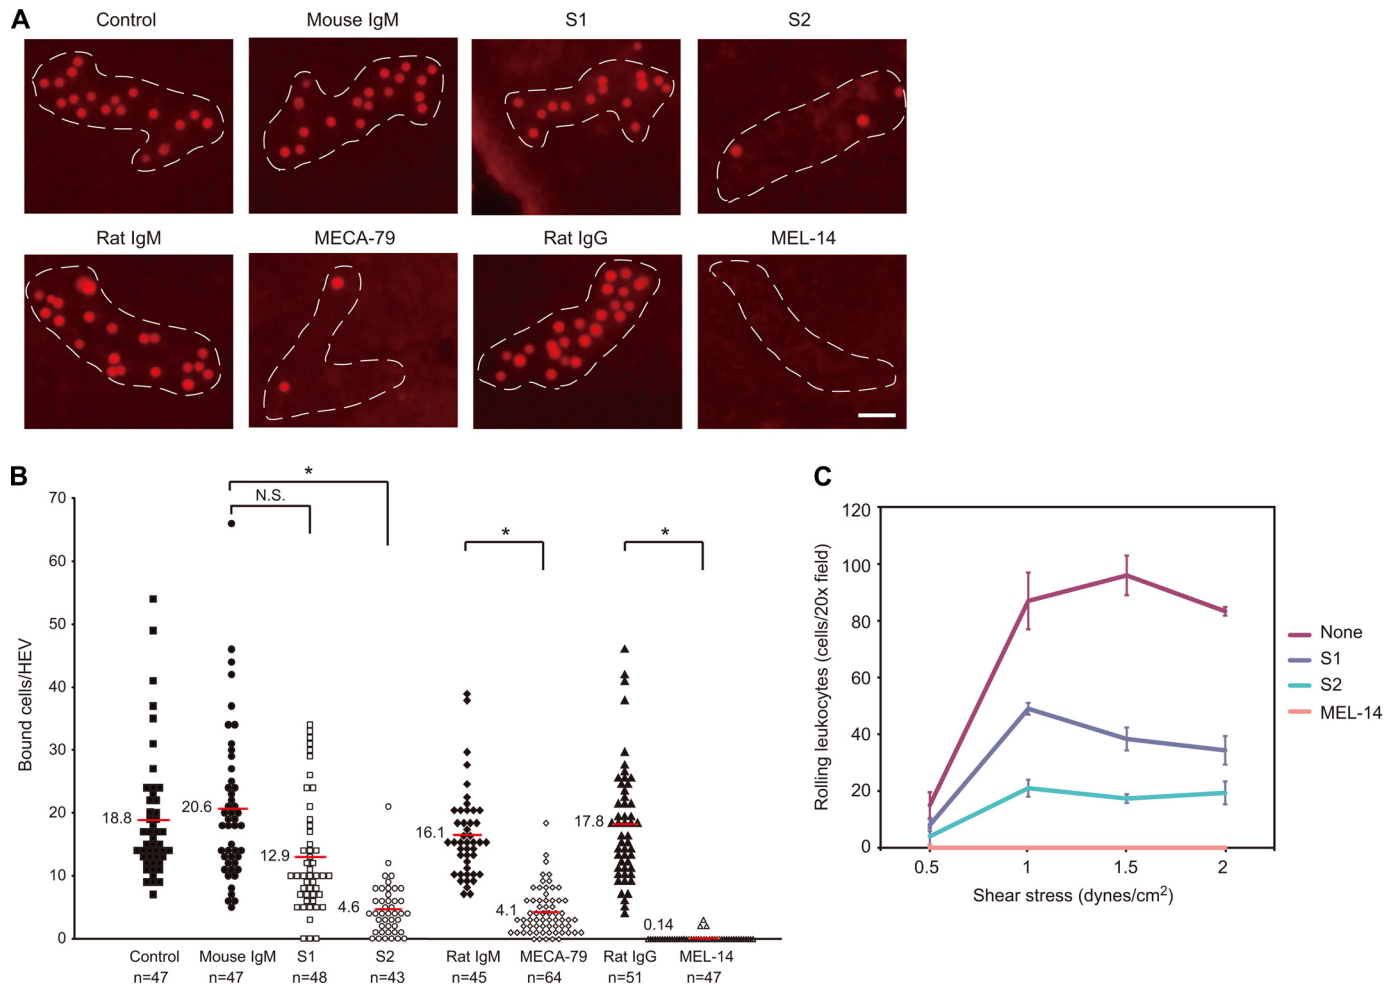 A
Control
Mouse IgM
S1
S2
Rat IgM
MECA-79
Rat IgG
MEL-14
B
Bound cells/HEV
70
60
50
40
30
20
10
0
N.S.
*
*
*
18.8
20.6
12.9
4.6
16.1
4.1
17.8
0.14
Control
n=47
Mouse IgM
n=47
S1
n=48
S2
n=43
Rat IgM
n=45
MECA-79
n=64
Rat IgG
n=51
MEL-14
n=47
C
Rolling leukocytes (cells/20x field)
120
100
80
60
40
20
0
0.5
1
1.5
2
Shear stress (dynes/cm²)
None
S1
S2
MEL-14